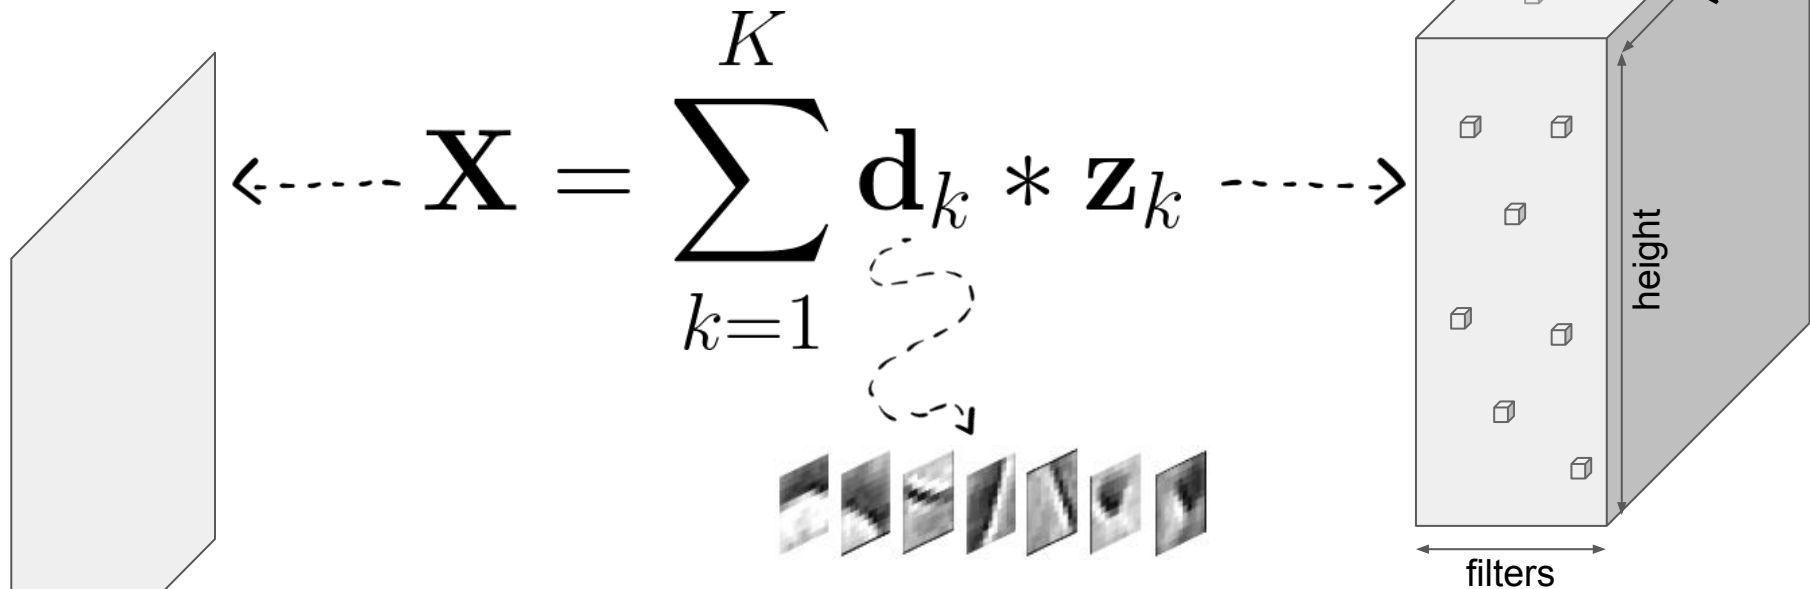 K
X = ∑ d_k * z_k
k=1
height
filters